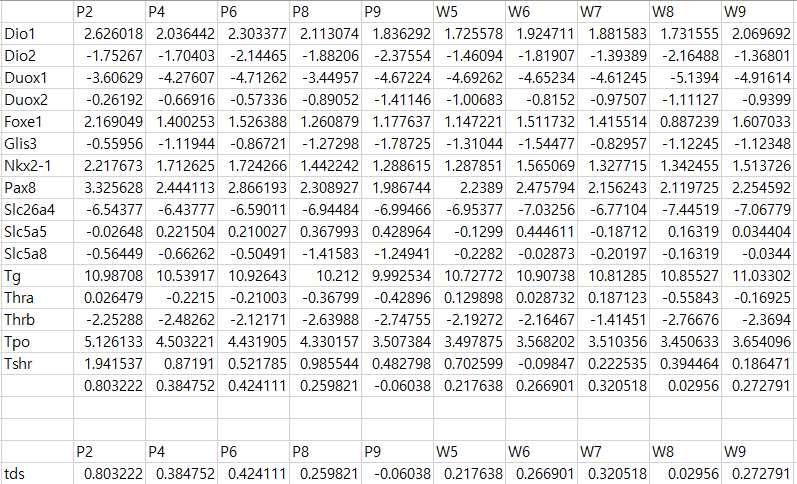 P2 P4 P6 P8 P9 W5 W6 W7 W8 W9
Dio1 2.626018 2.036442 2.303377 2.113074 1.836292 1.725578 1.924711 1.881583 1.731555 2.069692
Dio2 -1.75267 -1.70403 -2.14465 -1.88206 -2.37554 -1.46094 -1.81907 -1.39389 -2.16488 -1.36801
Duox1 -3.60629 -4.27607 -4.71262 -3.44957 -4.67224 -4.69262 -4.65234 -4.61245 -5.1394 -4.91614
Duox2 -0.26192 -0.66916 -0.57336 -0.89052 -1.41146 -1.00683 -0.8152 -0.97507 -1.11127 -0.9399
Foxe1 2.169049 1.400253 1.526388 1.260879 1.177637 1.147221 1.511732 1.415514 0.887239 1.607033
Glis3 -0.55956 -1.11944 -0.86721 -1.27298 -1.78725 -1.31044 -1.54477 -0.82957 -1.12245 -1.12348
Nkx2-1 2.217673 1.712625 1.724266 1.442242 1.288615 1.287851 1.565069 1.327715 1.342455 1.513726
Pax8 3.325628 2.444113 2.866193 2.308927 1.986744 2.2389 2.475794 2.156243 2.119725 2.254592
Slc26a4 -6.54377 -6.43777 -6.59011 -6.94484 -6.99466 -6.95377 -7.03256 -6.77104 -7.44519 -7.06779
Slc5a5 -0.02648 0.221504 0.210027 0.367993 0.428964 -0.1299 0.444611 -0.18712 0.16319 0.034404
Slc5a8 -0.56449 -0.66262 -0.50491 -1.41583 -1.24941 -0.2282 -0.02873 -0.20197 -0.16319 -0.0344
Tg 10.98708 10.53917 10.92643 10.212 9.992534 10.72772 10.90738 10.81285 10.85527 11.03302
Thra 0.026479 -0.2215 -0.21003 -0.36799 -0.42896 0.129898 0.028732 0.187123 -0.55843 -0.16925
Thrb -2.25288 -2.48262 -2.12171 -2.63988 -2.74755 -2.19272 -2.16467 -1.41451 -2.76676 -2.3694
Tpo 5.126133 4.503221 4.431905 4.330157 3.507384 3.497875 3.568202 3.510356 3.450633 3.654096
Tshr 1.941537 0.87191 0.521785 0.985544 0.482798 0.702599 -0.09847 0.222535 0.394464 0.186471
0.803222 0.384752 0.424111 0.259821 -0.06038 0.217638 0.266901 0.320518 0.02956 0.272791
P2 P4 P6 P8 P9 W5 W6 W7 W8 W9
tds 0.803222 0.384752 0.424111 0.259821 -0.06038 0.217638 0.266901 0.320518 0.02956 0.272791